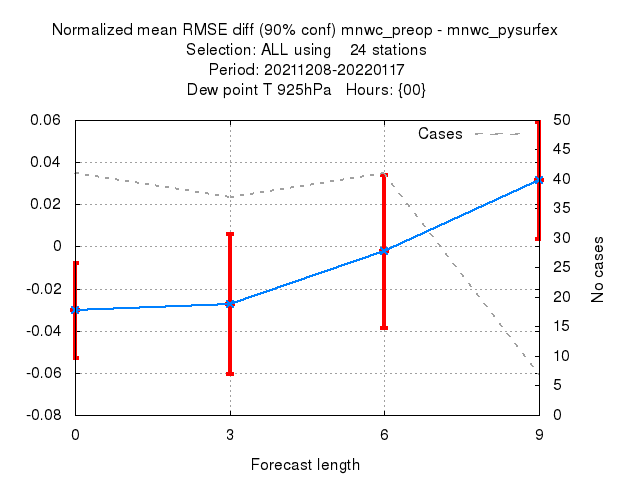 Normalized mean RMSE diff (90% conf) mnwc_preop - mnwc_pysurfex
Selection: ALL using    24 stations
Period: 20211208-20220117
Dew point T 925hPa   Hours: {00}
Cases
0.06
0.04
0.02
0
-0.02
-0.04
-0.06
-0.08
50
45
40
35
30
25
20
15
10
5
0
No cases
0 3 6 9
Forecast length